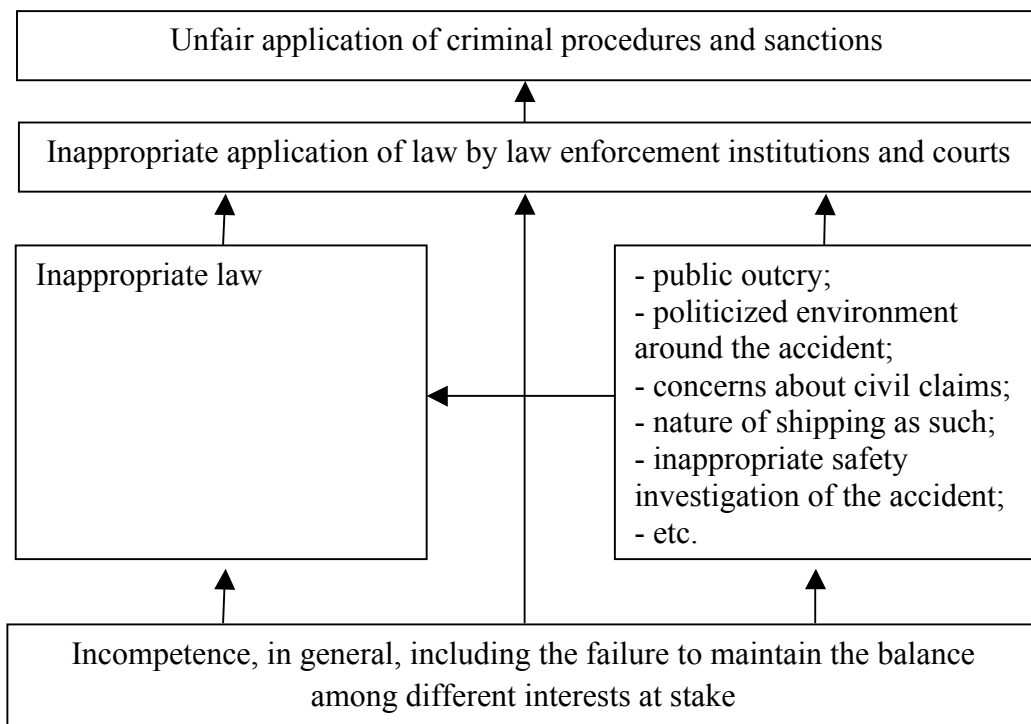 Unfair application of criminal procedures and sanctions
Inappropriate application of law by law enforcement institutions and courts
Inappropriate law
- public outcry;
- politicized environment
around the accident;
- concerns about civil claims;
- nature of shipping as such;
- inappropriate safety
investigation of the accident;
- etc.
Incompetence, in general, including the failure to maintain the balance
among different interests at stake